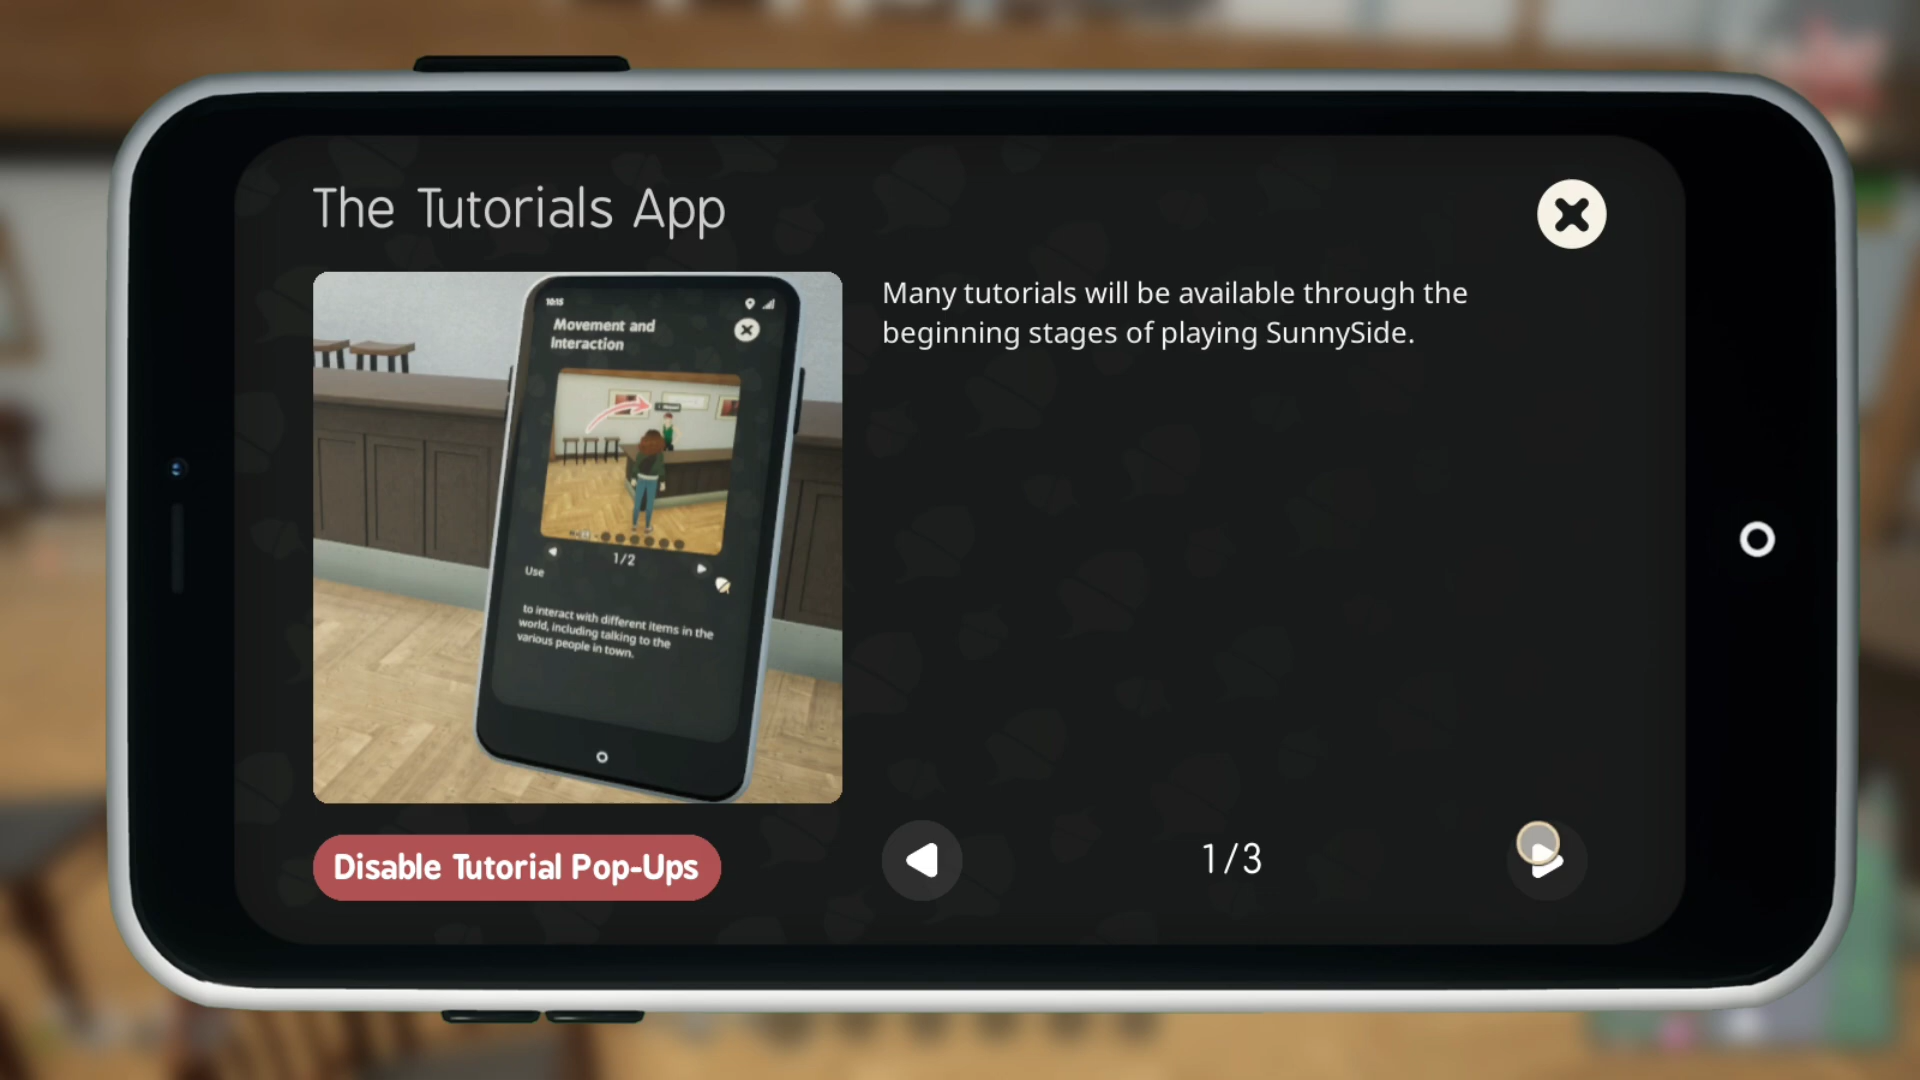 The Tutorials App
10:15
Movement and
Interaction
1/2
Use
to interact with different items in the
world, including talking to the
various people in town.
Many tutorials will be available through the
beginning stages of playing SunnySide.
Disable Tutorial Pop-Ups
1/3